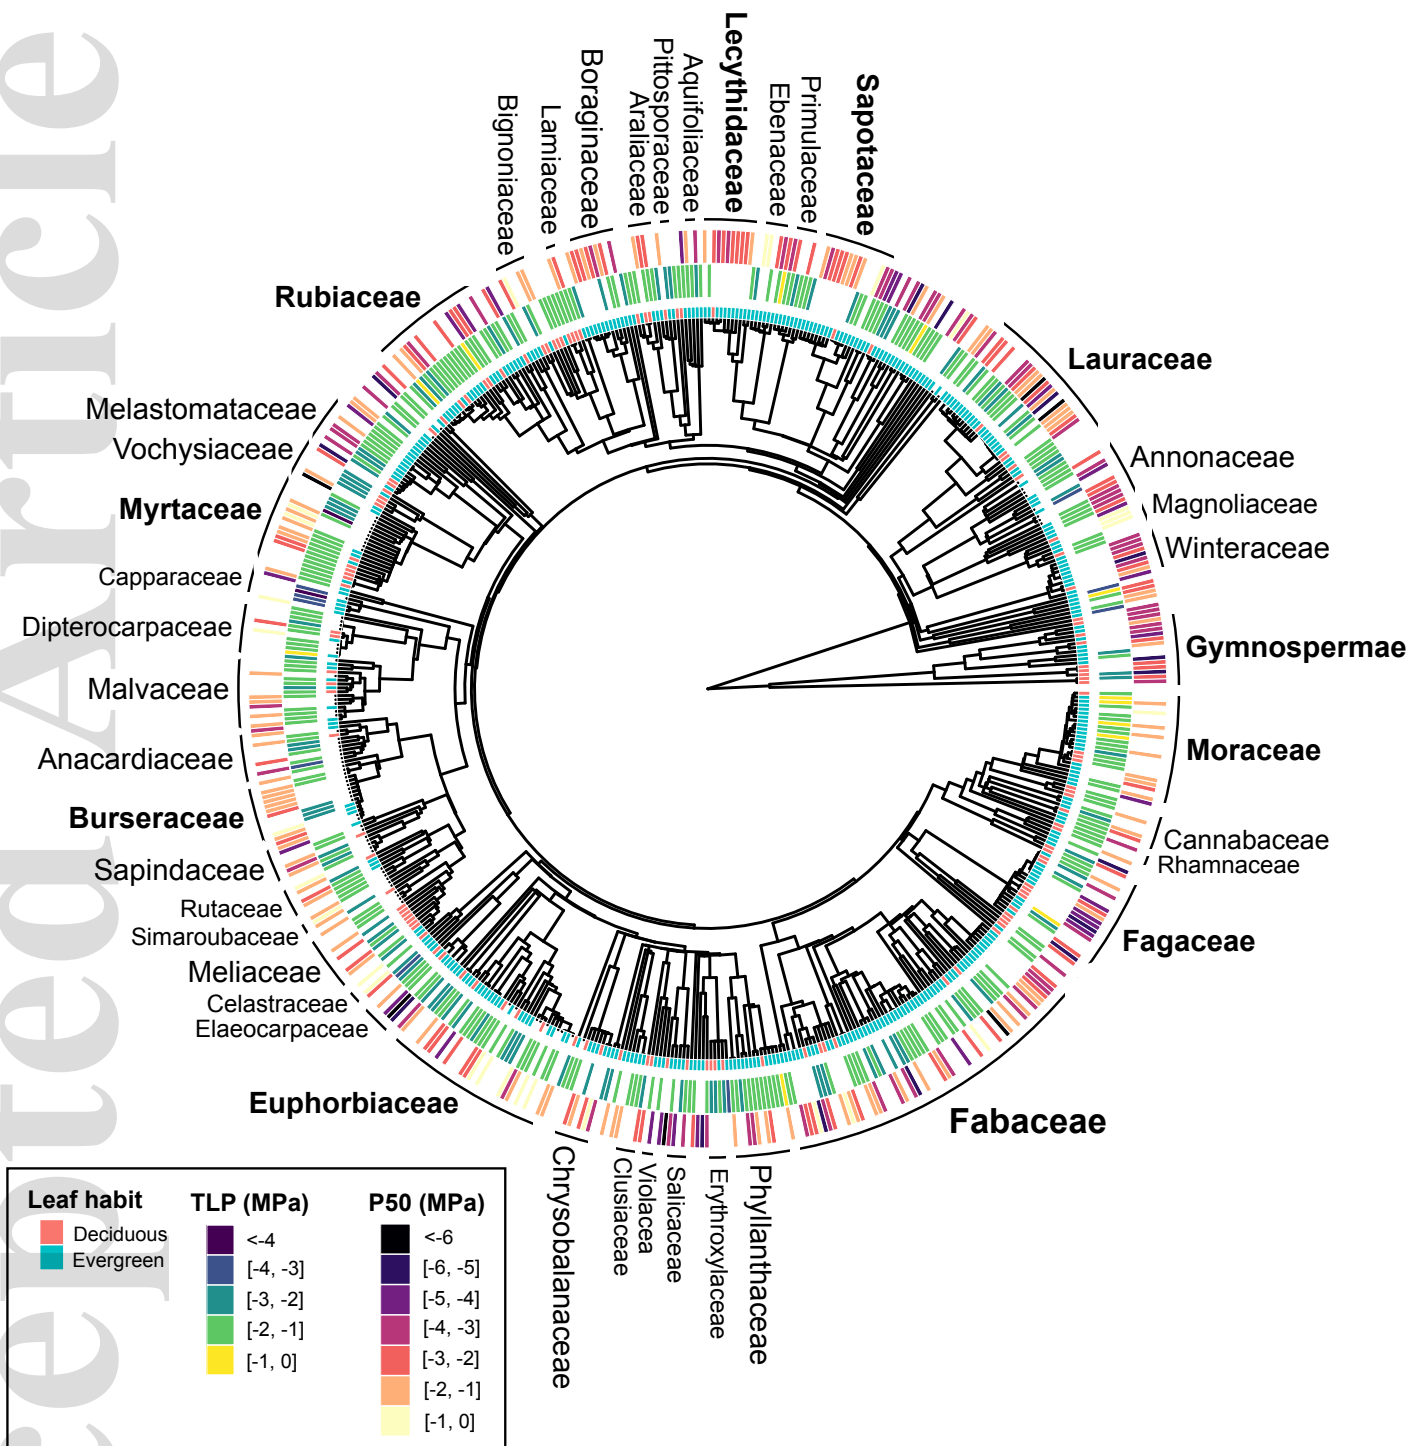 Accepted Article
Lecythidaceae
Sapotaceae
Primulaceae
Ebenaceae
Aquifoliaceae
Pittosporaceae
Araliaceae
Boraginaceae
Lamiaceae
Bignoniaceae
Rubiaceae
Melastomataceae
Vochysiaceae
Myrtaceae
Capparaceae
Dipterocarpaceae
Malvaceae
Anacardiaceae
Burseraceae
Sapindaceae
Rutaceae
Simaroubaceae
Meliaceae
Celastraceae
Elaeocarpaceae
Euphorbiaceae
Chrysobalanaceae
Clusiaceae
Violacea
Salicaceae
Erythroxylaceae
Phyllanthaceae
Fabaceae
Fagaceae
Rhamnaceae
Cannabaceae
Moraceae
Gymnospermae
Winteraceae
Magnoliaceae
Annonaceae
Lauraceae
Leaf habit
Deciduous
Evergreen
TLP (MPa)
<-4
[-4, -3]
[-3, -2]
[-2, -1]
[-1, 0]
P50 (MPa)
<-6
[-6, -5]
[-5, -4]
[-4, -3]
[-3, -2]
[-2, -1]
[-1, 0]